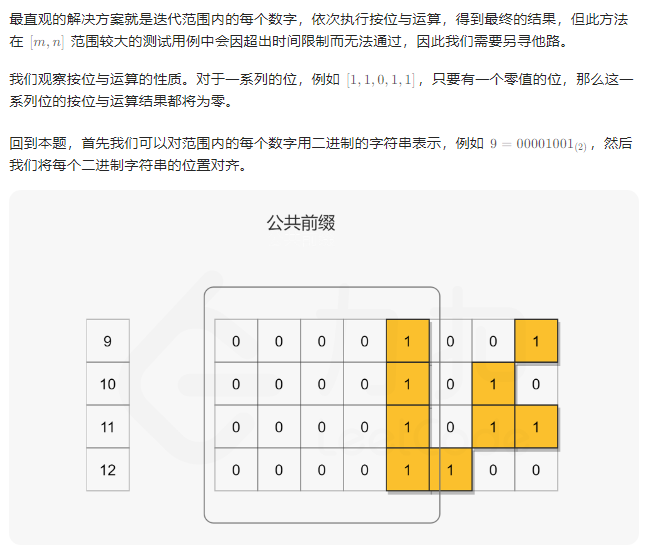 最直观的解决方案就是迭代范围内的每个数字，依次执行按位与运算，得到最终的结果，但此方法
在 [m, n] 范围较大的测试用例中会因超出时间限制而无法通过，因此我们需要另寻他路。
我们观察按位与运算的性质。对于一系列的位，例如 [1, 1, 0, 1, 1]，只要有一个零值的位，那么这一
系列位的按位与运算结果都将为零。
回到本题，首先我们可以对范围内的每个数字用二进制的字符串表示，例如 9 = 00001001(2)，然后
我们将每个二进制字符串的位置对齐。
公共前缀
9 0 0 0 0 1 0 0 1
10 0 0 0 0 1 0 1 0
11 0 0 0 0 1 0 1 1
12 0 0 0 0 1 1 0 0